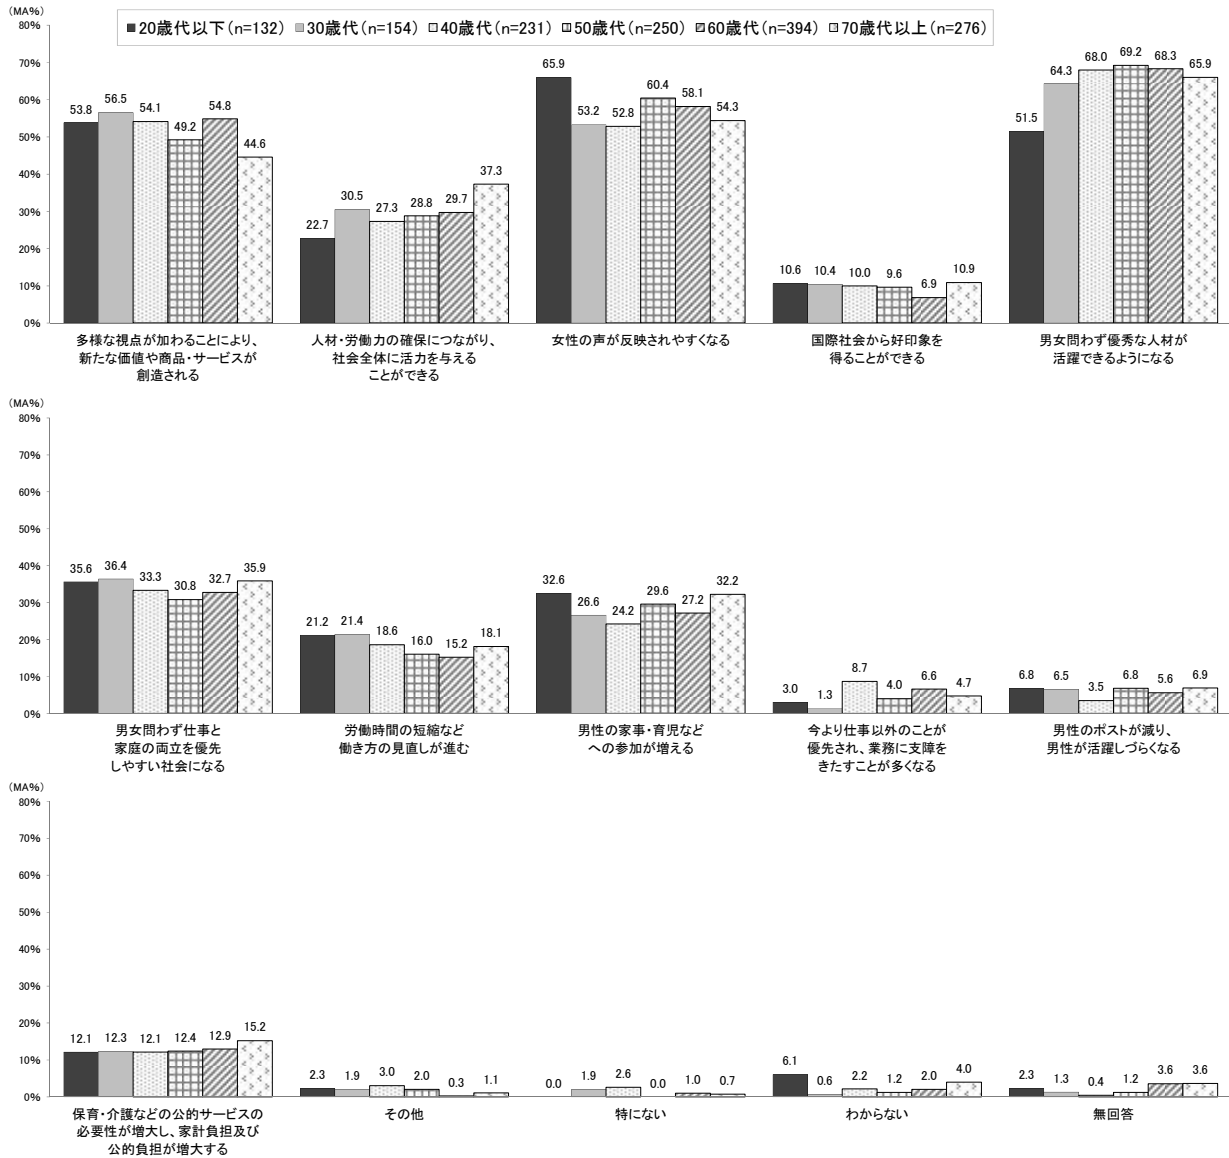 (MA%)
■20歳代以下(n=132) ■30歳代(n=154) 40歳代(n=231) 50歳代(n=250) 60歳代(n=394) 70歳代以上(n=276)
80%
70%
60%
50%
40%
30%
20%
10%
0%
53.8 56.5 54.1 49.2 54.8 44.6
22.7 30.5 27.3 28.8 29.7 37.3
65.9 53.2 52.8 60.4 58.1 54.3
10.6 10.4 10.0 9.6 6.9 10.9
51.5 64.3 68.0 69.2 68.3 65.9
多様な視点が加わることにより、
新たな価値や商品・サービスが
創造される
人材・労働力の確保につながり、
社会全体に活力を与える
ことができる
女性の声が反映されやすくなる
国際社会から好印象を
得ることができる
男女問わず優秀な人材が
活躍できるようになる
(MA%)
80%
70%
60%
50%
40%
30%
20%
10%
0%
35.6 36.4 33.3 30.8 32.7 35.9
21.2 21.4 18.6 16.0 15.2 18.1
32.6 26.6 24.2 29.6 27.2 32.2
3.0 1.3 8.7 4.0 6.6 4.7
6.8 6.5 3.5 6.8 5.6 6.9
男女問わず仕事と
家庭の両立を優先
しやすい社会になる
労働時間の短縮など
働き方の見直しが進む
男性の家事・育児など
への参加が増える
今より仕事以外のことが
優先され、業務に支障を
きたすことが多くなる
男性のポストが減り、
男性が活躍しづらくなる
(MA%)
80%
70%
60%
50%
40%
30%
20%
10%
0%
12.1 12.3 12.1 12.4 12.9 15.2
2.3 1.9 3.0 2.0 0.3 1.1
0.0 1.9 2.6 0.0 1.0 0.7
6.1 0.6 2.2 1.2 2.0 4.0
2.3 1.3 0.4 1.2 3.6 3.6
保育・介護などの公的サービスの
必要性が増大し、家計負担及び
公的負担が増大する
その他
特にない
わからない
無回答